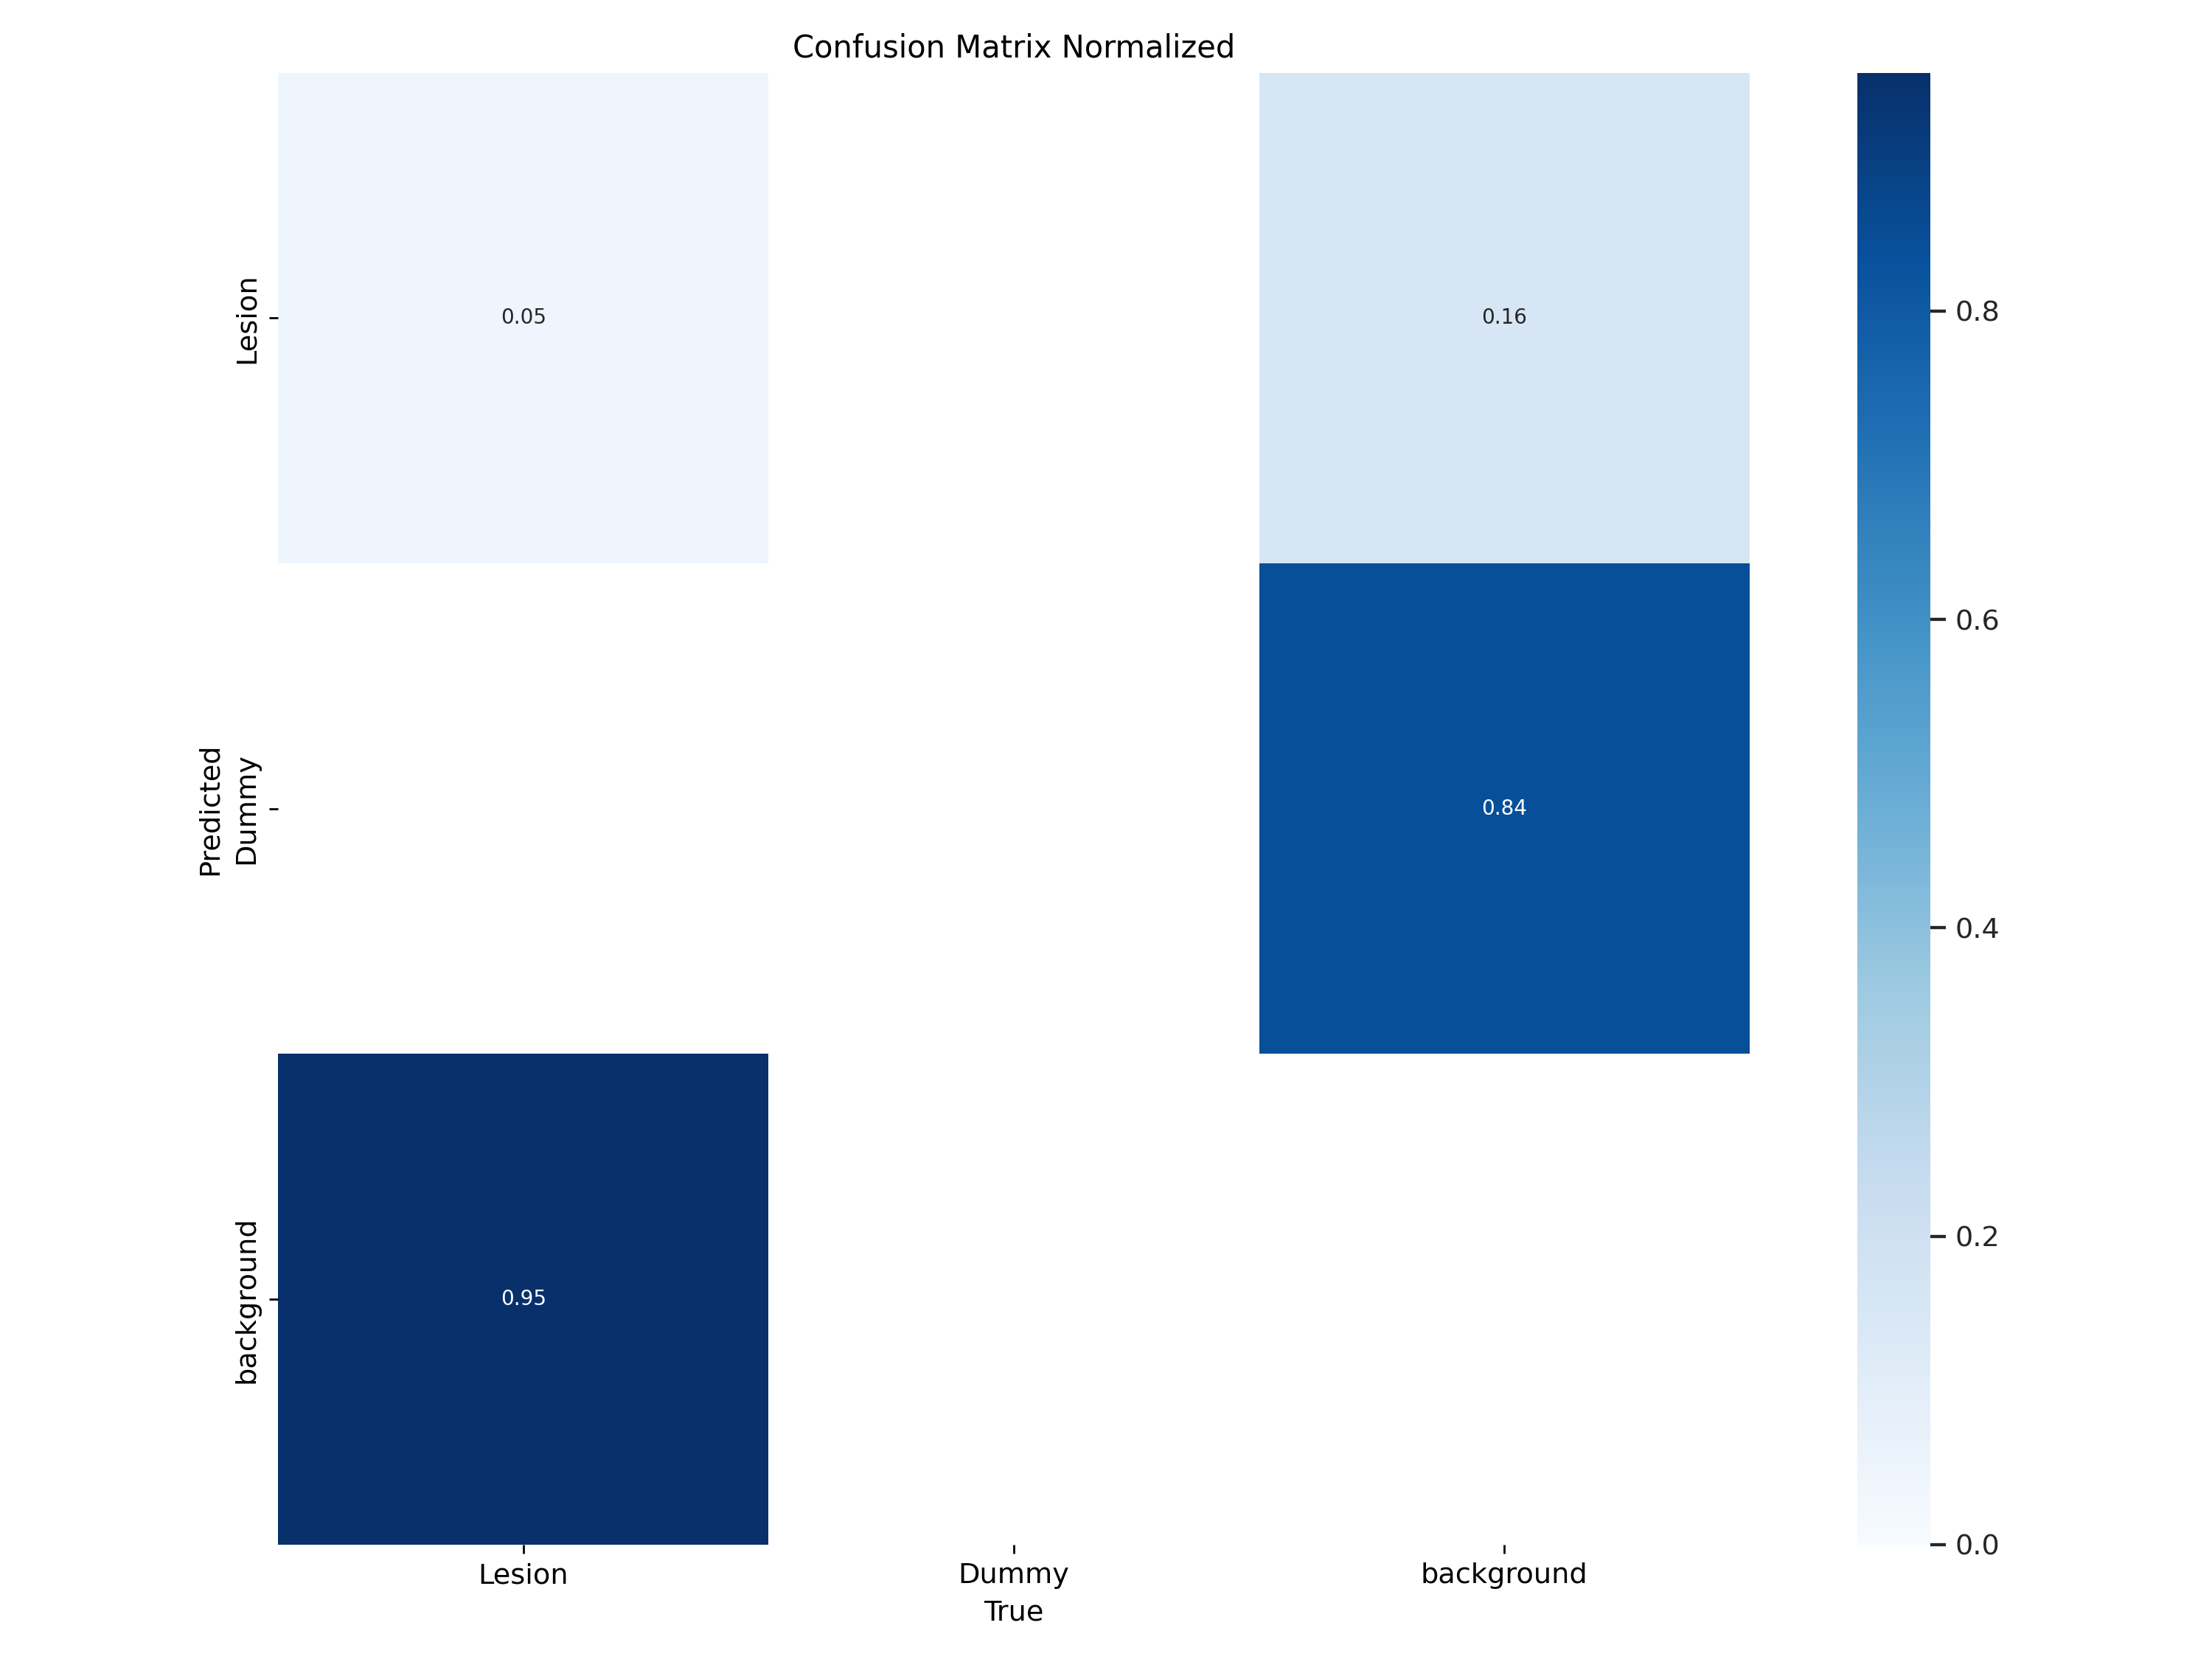 Confusion Matrix Normalized
Lesion
0.05
0.16
0.8
0.6
Predicted
Dummy
0.84
0.4
background
0.95
0.2
0.0
Lesion
Dummy
background
True